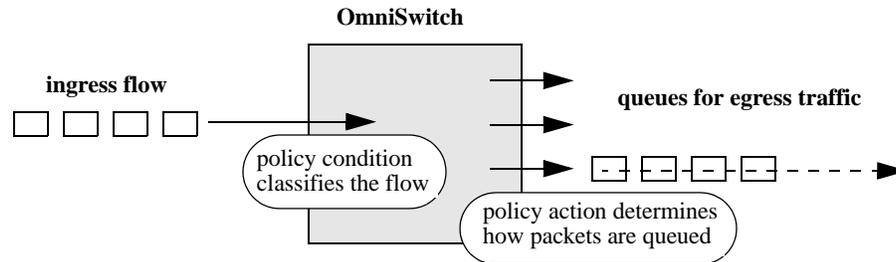 OmniSwitch
ingress flow
queues for egress traffic
policy condition
classifies the flow
policy action determines
how packets are queued